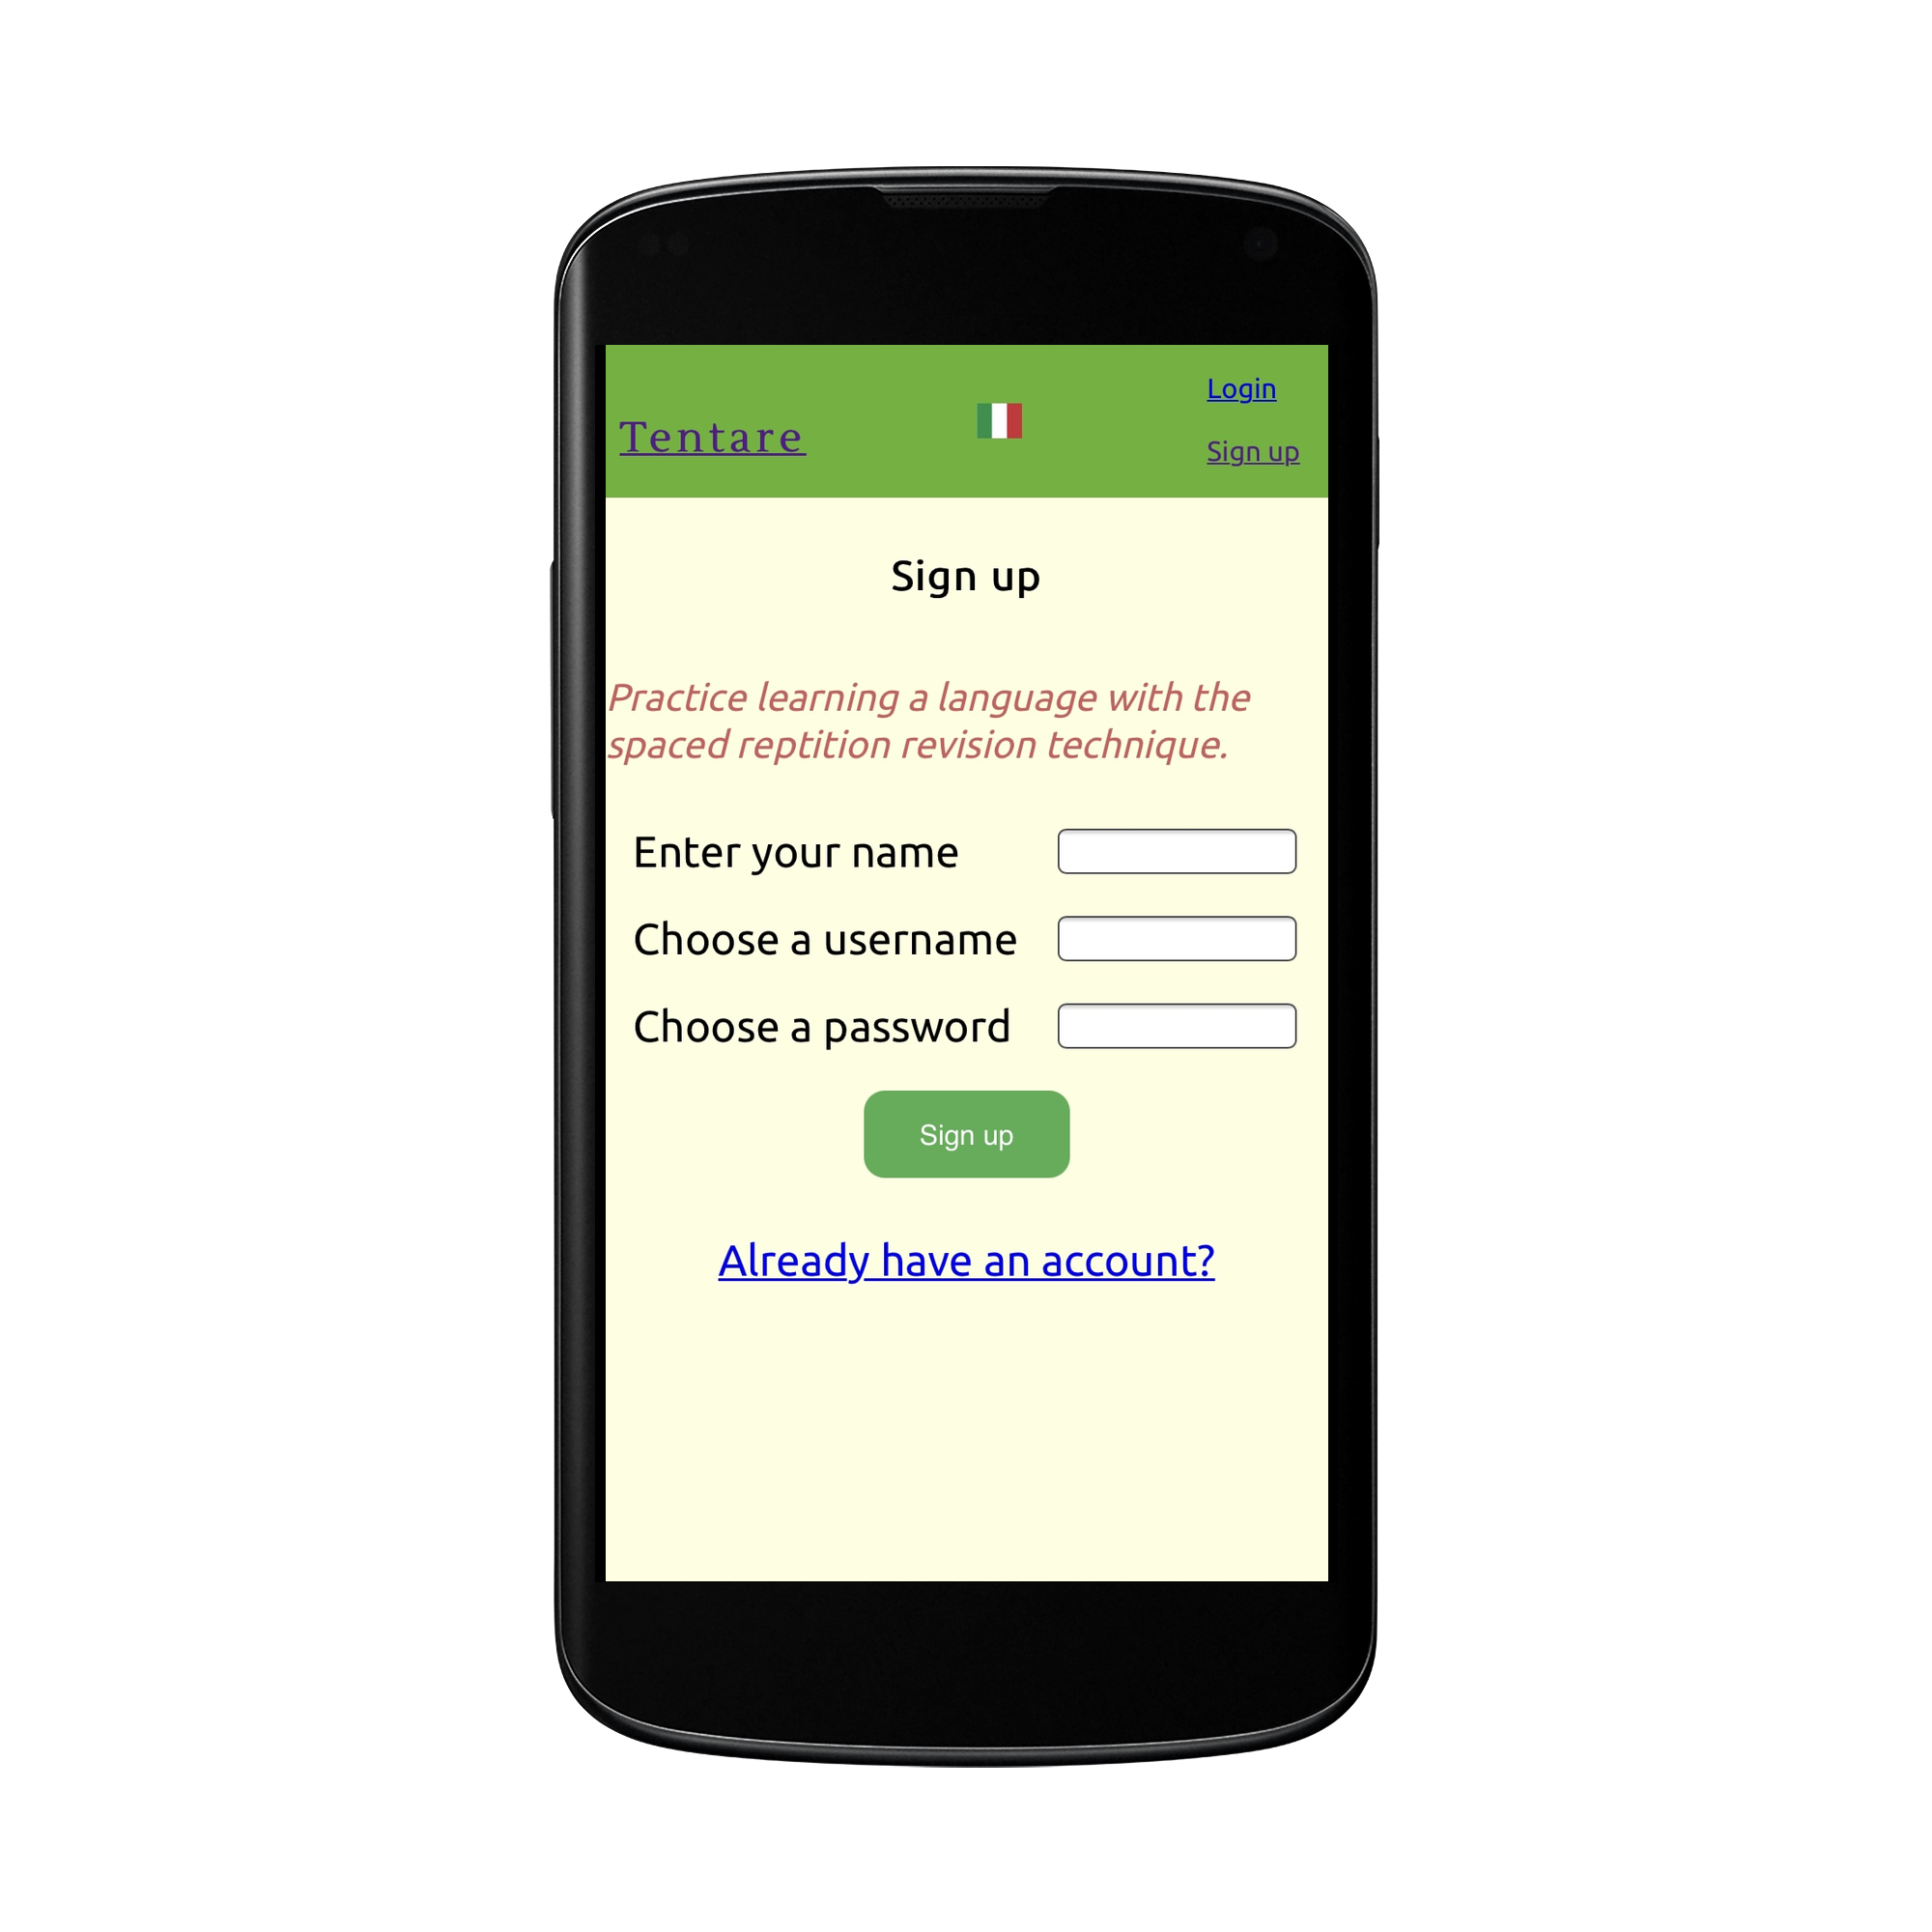 Login
Tentare
Sign up
Sign up
Practice learning a language with the
spaced reptition revision technique.
Enter your name
Choose a username
Choose a password
Sign up
Already have an account?